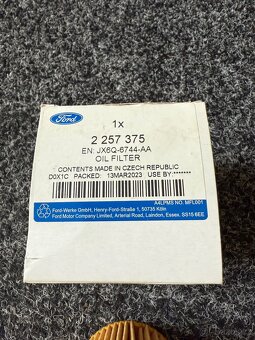 Ford
1x
2 257 375
EN: JX6Q-6744-AA
OIL FILTER
CONTENTS MADE IN CZECH REPUBLIC
D0X1C PACKED: 13MAR2023 USE BY:*******
A4LPMS NO. MFL001
Ford-Werke GmbH, Henry-Ford-Straße 1, 50735 Köln
Ford Motor Company Limited, Arterial Road, Laindon, Essex. SS15 6EE